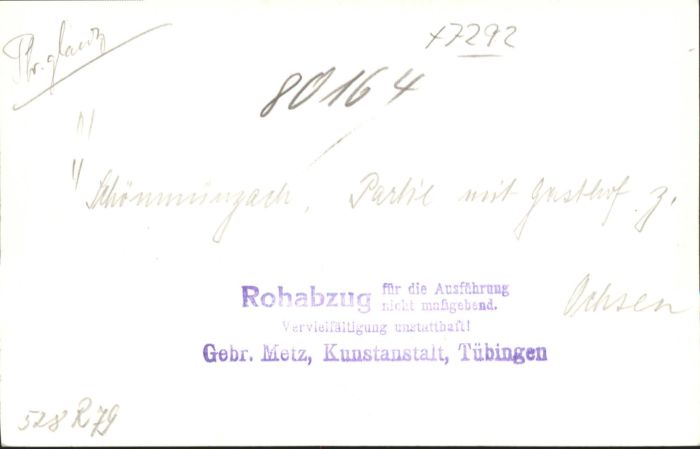 Phr. glanz
+7292
80164
" Schönmünzach, Partie mit Gasthof z.
Ochsen
Rohabzug für die Ausführung
nicht maßgebend.
Vervielfältigung unstatthaft!
Gebr. Metz, Kunstanstalt, Tübingen
528 R 79